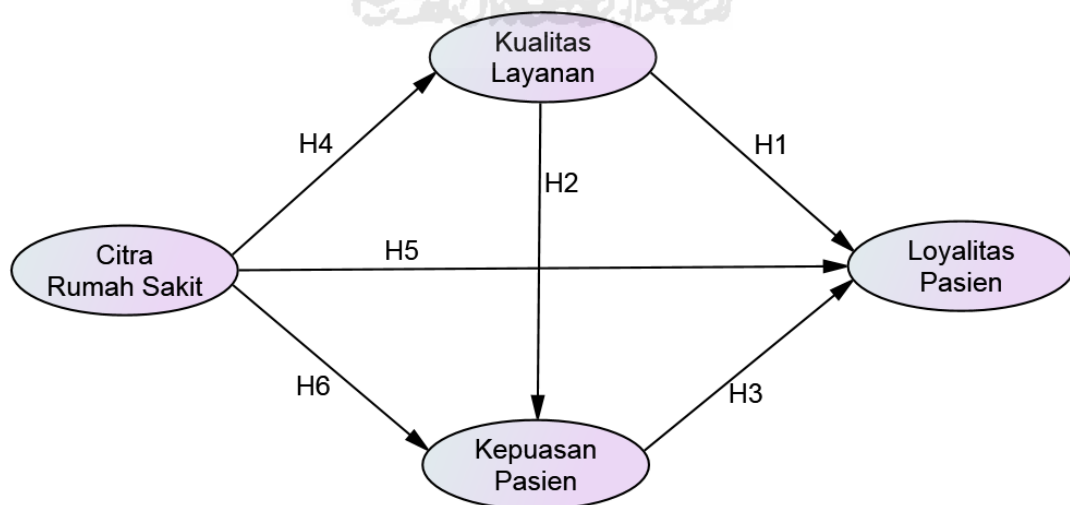 Kualitas
Layanan
H4
H1
H2
Citra
Rumah Sakit
H5
Loyalitas
Pasien
H6
H3
Kepuasan
Pasien